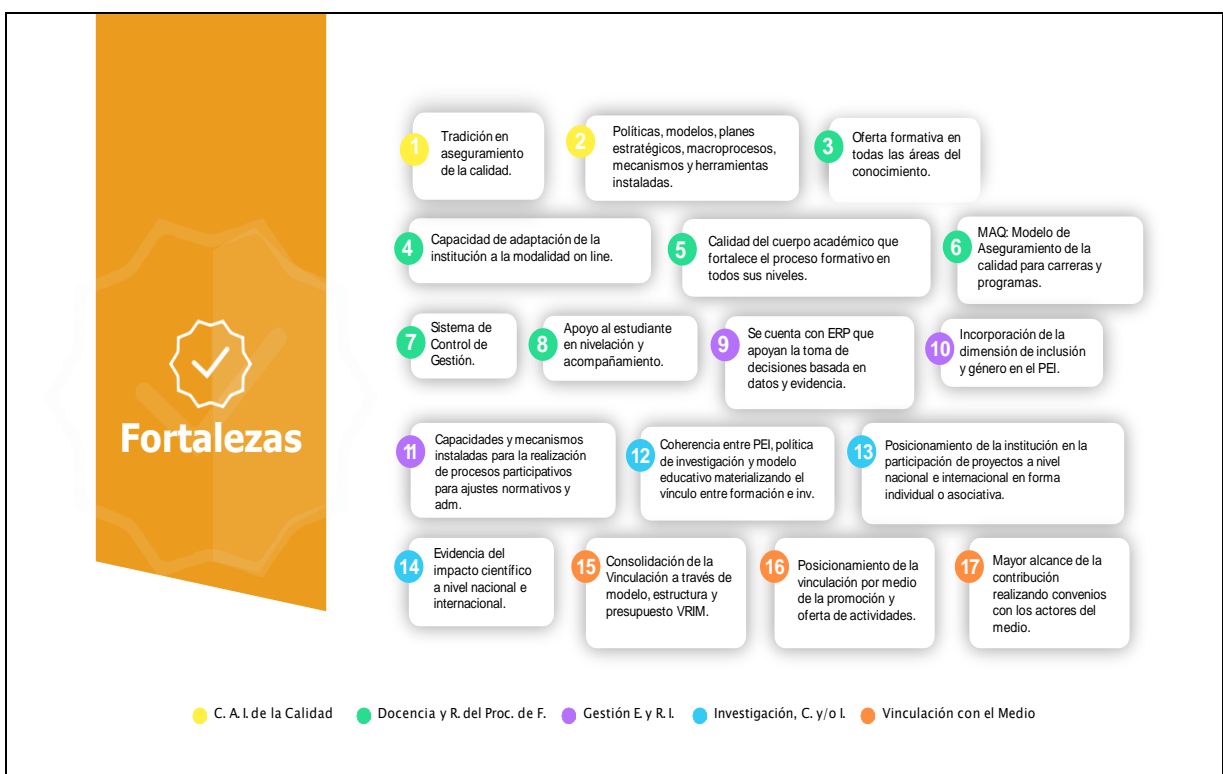 Fortalezas
1
Tradición en
aseguramiento
de la calidad.
2
Políticas, modelos, planes
estratégicos, macroprocesos,
mecanismos y herramientas
instaladas.
3
Oferta formativa en
todas las áreas del
conocimiento.
4
Capacidad de adaptación de la
institución a la modalidad on line.
5
Calidad del cuerpo académico que
fortalece el proceso formativo en
todos sus niveles.
6
MAQ: Modelo de
Aseguramiento de la
calidad para carreras y
programas.
7
Sistema de
Control de
Gestión.
8
Apoyo al estudiante
en nivelación y
acompañamiento.
9
Se cuenta con ERP que
apoyan la toma de
decisiones basada en
datos y evidencia.
10
Incorporación de la
dimensión de inclusión
y género en el PEI.
11
Capacidades y mecanismos
instaladas para la realización
de procesos participativos
para ajustes normativos y
adm.
12
Coherencia entre PEI, política
de investigación y modelo
educativo materializando el
vínculo entre formación e inv.
13
Posicionamiento de la institución en la
participación de proyectos a nivel
nacional e internacional en forma
individual o asociativa.
14
Evidencia del
impacto científico
a nivel nacional e
internacional.
15
Consolidación de la
Vinculación a través de
modelo, estructura y
presupuesto VRIM.
16
Posicionamiento de la
vinculación por medio
de la promoción y
oferta de actividades.
17
Mayor alcance de la
contribución
realizando convenios
con los actores del
medio.
C. A. I. de la Calidad
Docencia y R. del Proc. de F.
Gestión E. y R. I.
Investigación, C. y/o I.
Vinculación con el Medio